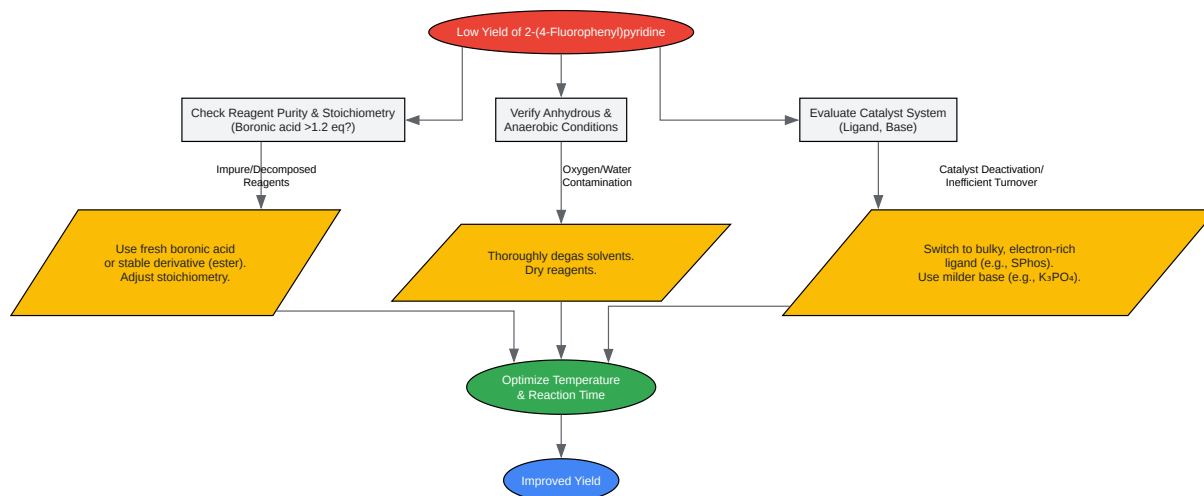 Low Yield of 2-(4-Fluorophenyl)pyridine
Check Reagent Purity & Stoichiometry
(Boronic acid >1.2 eq?)
Verify Anhydrous &
Anaerobic Conditions
Evaluate Catalyst System
(Ligand, Base)
Impure/Decomposed
Reagents
Oxygen/Water
Contamination
Catalyst Deactivation/
Inefficient Turnover
Use fresh boronic acid
or stable derivative (ester).
Adjust stoichiometry.
Thoroughly degas solvents.
Dry reagents.
Switch to bulky, electron-rich
ligand (e.g., SPhos).
Use milder base (e.g., K₃PO₄).
Optimize Temperature
& Reaction Time
Improved Yield